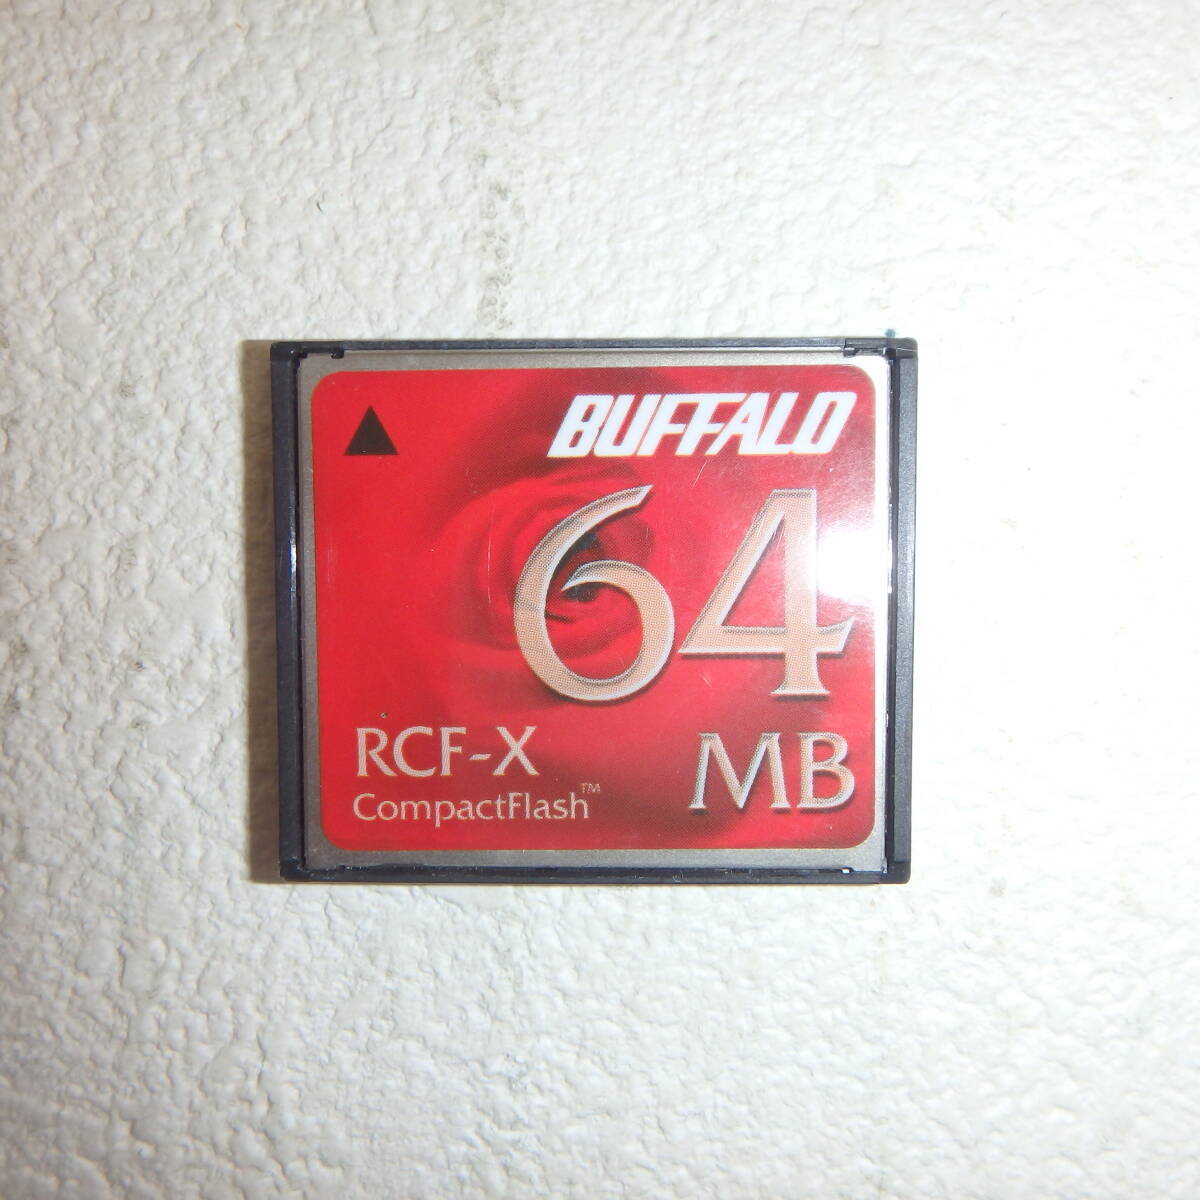 BUFFALO
64
MB
RCF-X
CompactFlash™